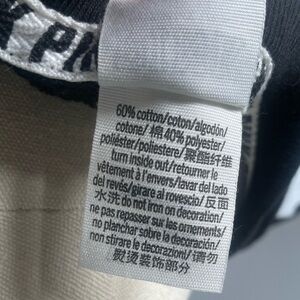 PI
60% cotton/coton/algodón/
cotone/ 棉 40% polyester/
poliéster/poliestere/ 聚酯纤维
turn inside out/retourner le
vêtement à l'envers/lavar del lado
del revés/girare al rovescio/ 反面
水洗 do not iron on decoration/
ne pas repasser sur les ornements/
no planchar sobre la decoración/
non stirare le decorazioni/ 请勿
熨烫装饰部分